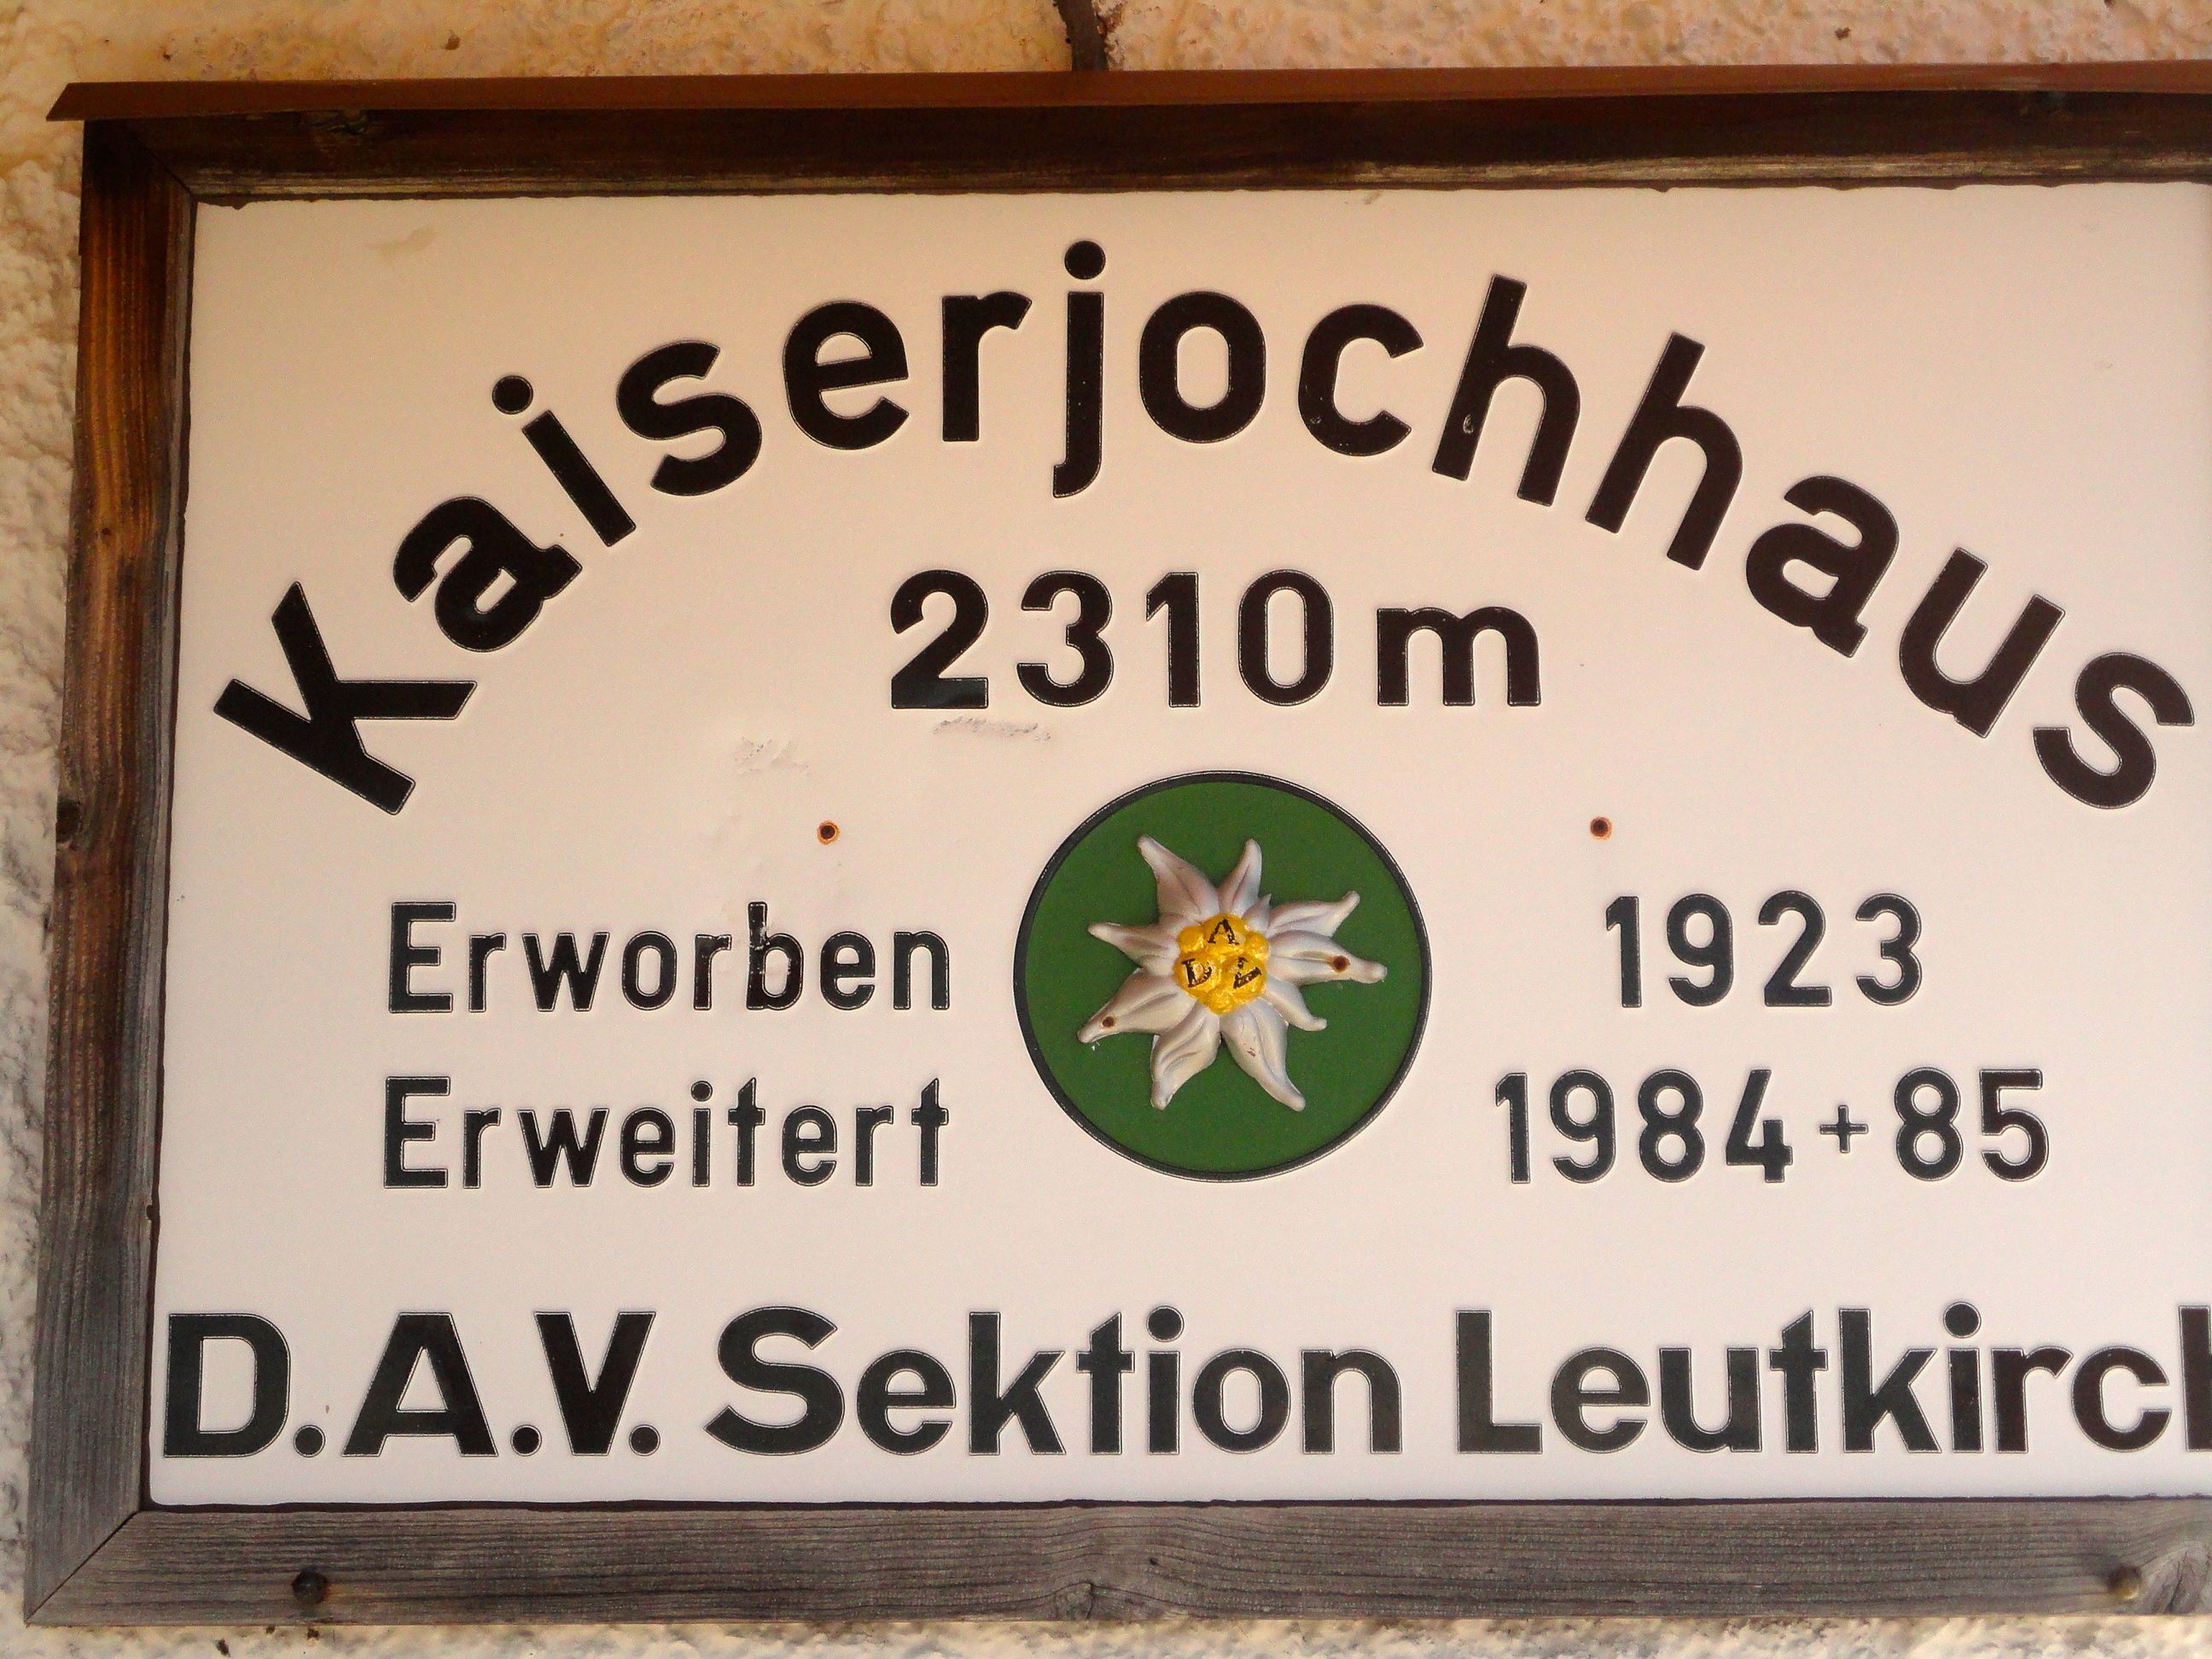 Kaiserjochhaus
2310 m
Erworben 1923
Erweitert 1984 + 85
D.A.V. Sektion Leutkirch
A
D V